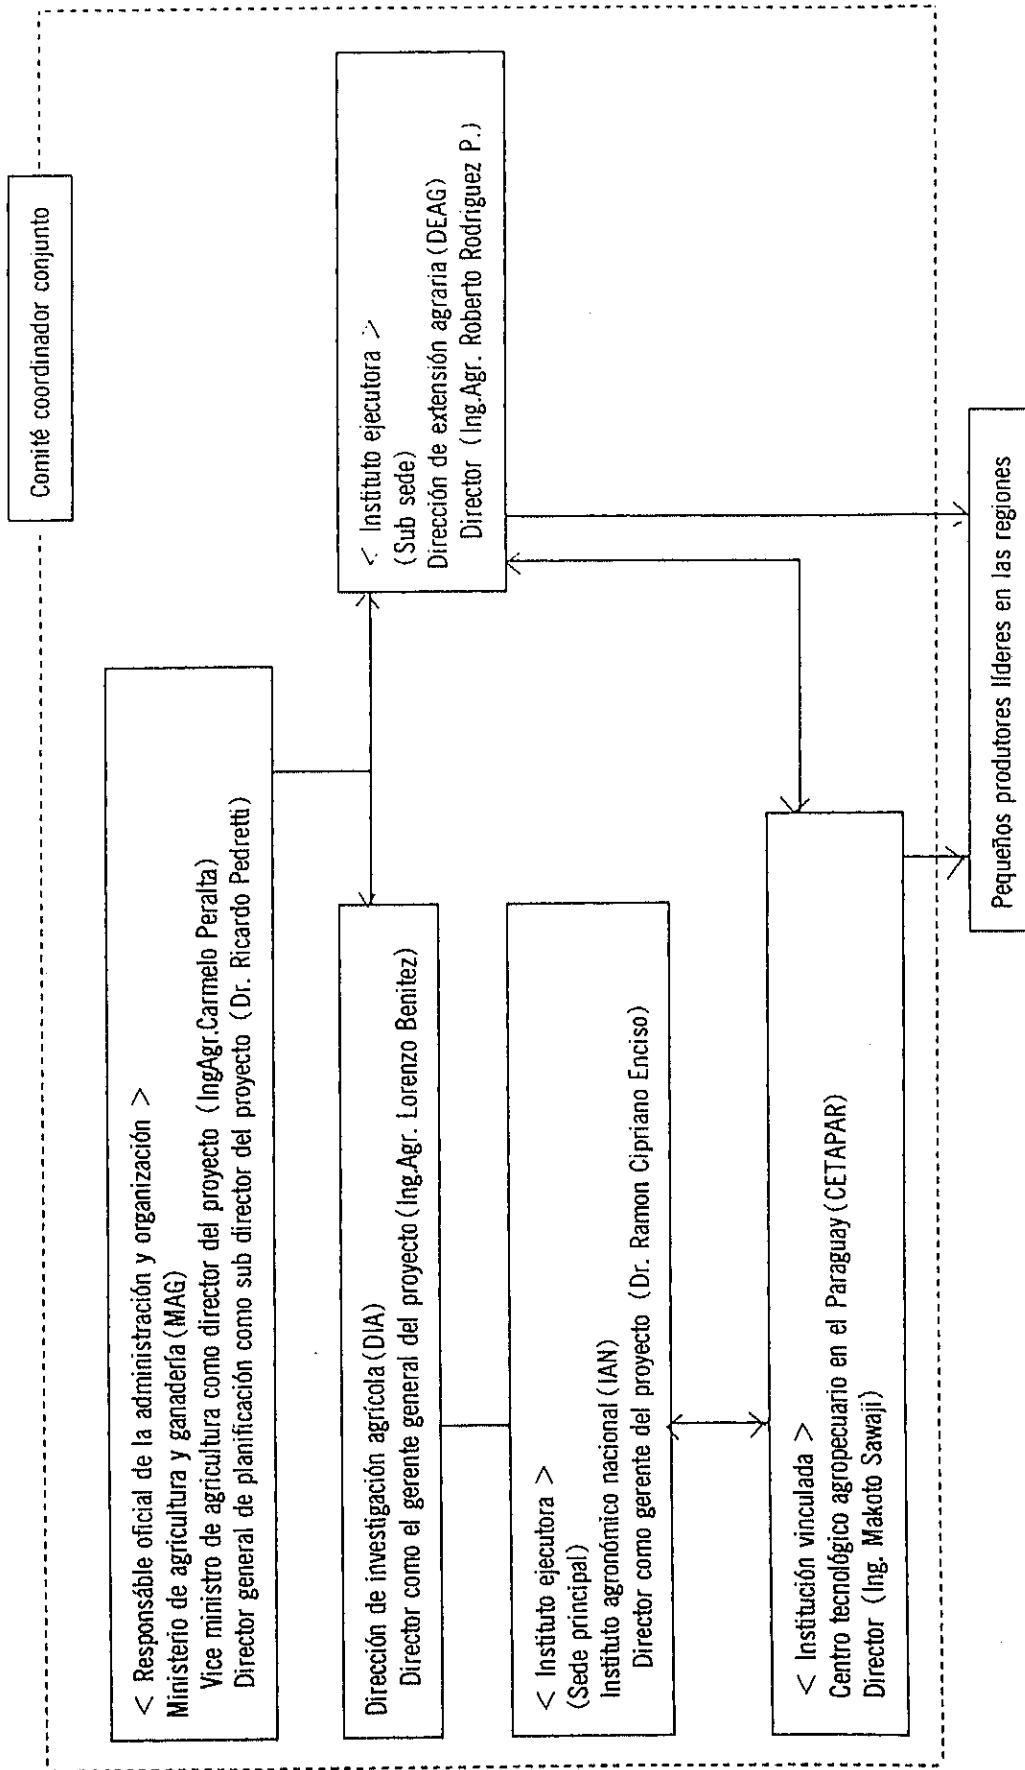 Comité coordinador conjunto
< Responsáble oficial de la administración y organización >
Ministerio de agricultura y ganadería (MAG)
Vice ministro de agricultura como director del proyecto (IngAgr.Carmelo Peralta)
Director general de planificación como sub director del proyecto (Dr. Ricardo Pedretti)
Dirección de investigación agrícola (DIA)
Director como el gerente general del proyecto (Ing.Agr. Lorenzo Benitez)
< Instituto ejecutora >
(Sub sede)
Dirección de extensión agraria (DEAG)
Director (Ing.Agr. Roberto Rodriguez P.)
< Instituto ejecutora >
(Sede principal)
Instituto agronómico nacional (IAN)
Director como gerente del proyecto (Dr. Ramon Cipriano Enciso)
< Institución vinculada >
Centro tecnológico agropecuario en el Paraguay (CETAPAR)
Director (Ing. Makoto Sawaji)
Pequeños produtores líderes en las regiones